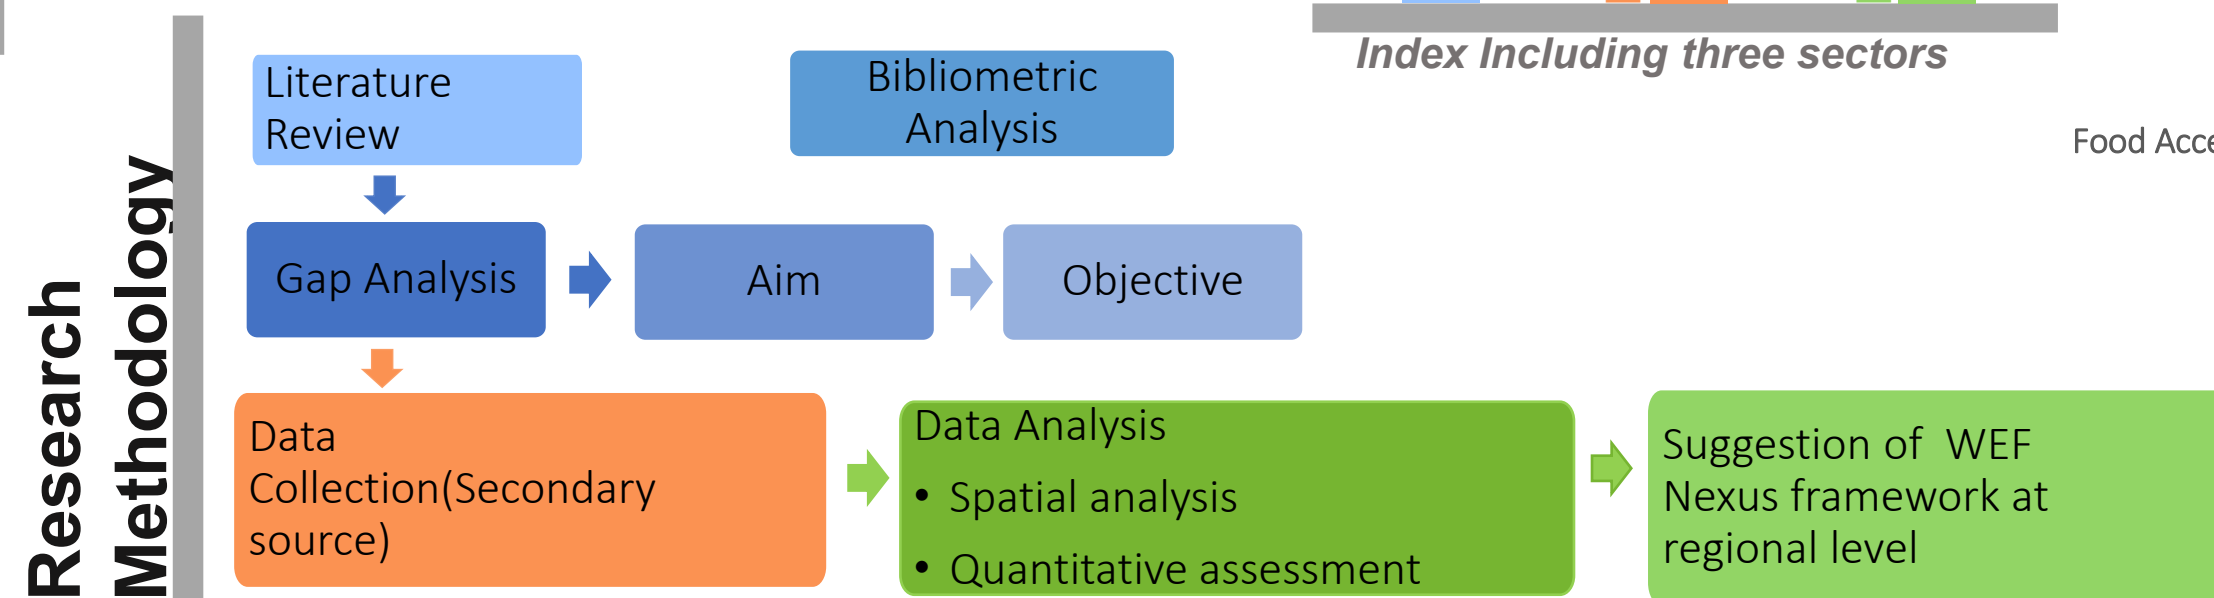 Research
Methodology
Index Including three sectors
Literature
Review
Bibliometric
Analysis
Food
Gap Analysis
Aim
Objective
Data
Collection(Secondary
source)
Data Analysis
• Spatial analysis
• Quantitative assessment
Suggestion of  WEF
Nexus framework at
regional level